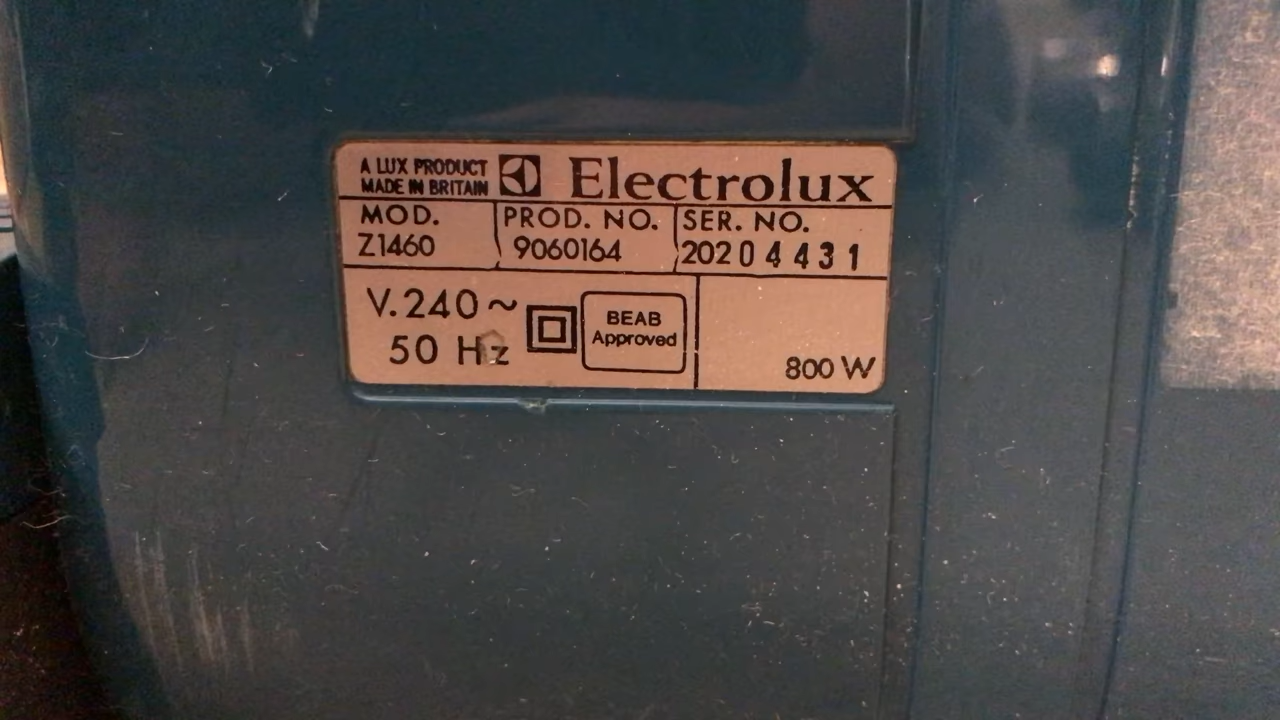 A LUX PRODUCT
MADE IN BRITAIN
Electrolux
MOD. PROD. NO. SER. NO.
Z1460 9060164 20204431
V.240~
50 Hz
BEAB
Approved
800 W